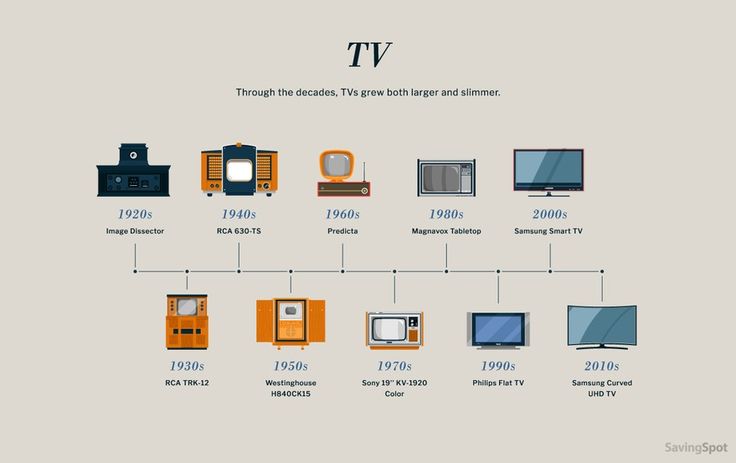 TV
Through the decades, TVs grew both larger and slimmer.
1920s
Image Dissector
1940s
RCA 630-TS
1960s
Predicta
1980s
Magnavox Tabletop
2000s
Samsung Smart TV
1930s
RCA TRK-12
1950s
Westinghouse
H840CK15
1970s
Sony 19" KV-1920
Color
1990s
Philips Flat TV
2010s
Samsung Curved
UHD TV
SavingSpot